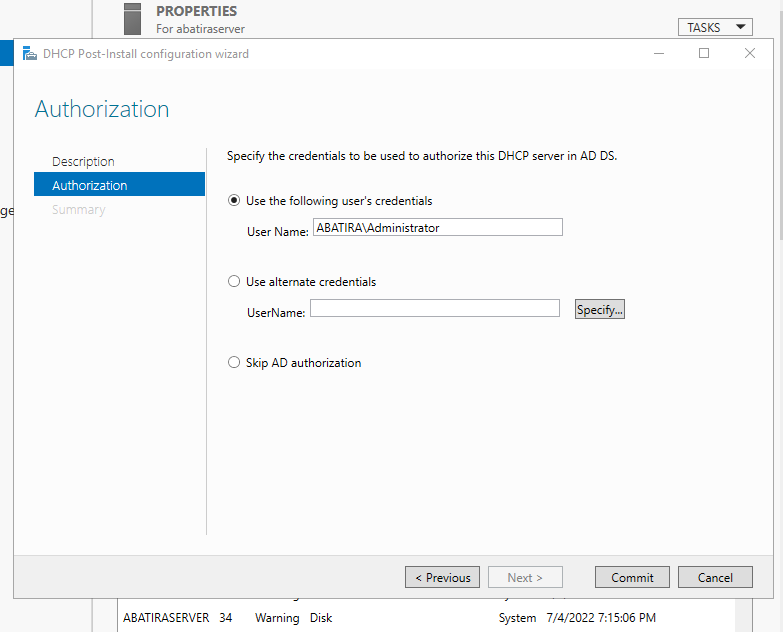 PROPERTIES
For abatiraserver
TASKS
DHCP Post-Install configuration wizard
Authorization
Description
Authorization
Summary
ge
Specify the credentials to be used to authorize this DHCP server in AD DS.
Use the following user's credentials
User Name: ABATIRA\Administrator
Use alternate credentials
UserName: Specify...
Skip AD authorization
< Previous Next > Commit Cancel
ABATIRASERVER 34 Warning Disk System 7/4/2022 7:15:06 PM